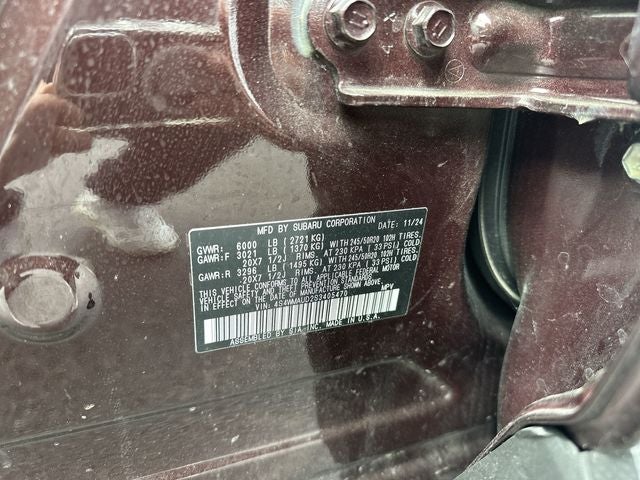 MFD BY SUBARU CORPORATION DATE: 11/24
GVWR: 6000 LB (2721 KG)
GAWR:F 3021 LB (1370 KG) WITH 245/50R20 102H TIRES,
20X7 1/2J RIMS, AT 230 KPA (33 PSI) COLD
GAWR:R 3296 LB (1495 KG) WITH 245/50R20 102H TIRES,
20X7 1/2J RIMS, AT 230 KPA (33 PSI) COLD
THIS VEHICLE CONFORMS TO ALL APPLICABLE FEDERAL MOTOR
VEHICLE SAFETY AND THEFT PREVENTION STANDARDS
IN EFFECT ON THE DATE OF MANUFACTURE SHOWN ABOVE.
VIN: 4S4WMAUD2S3405470 MPV
ASSEMBLED BY SIA, INC. MADE IN U.S.A.